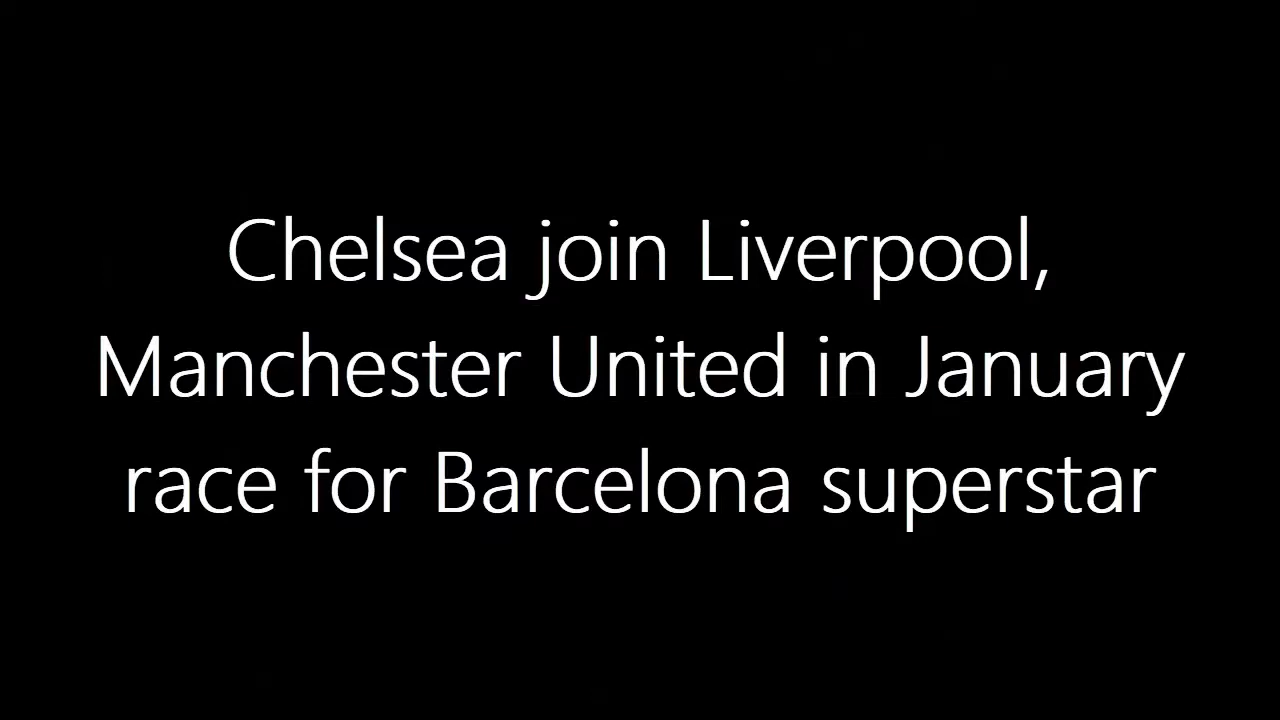 Chelsea join Liverpool,
Manchester United in January
race for Barcelona superstar